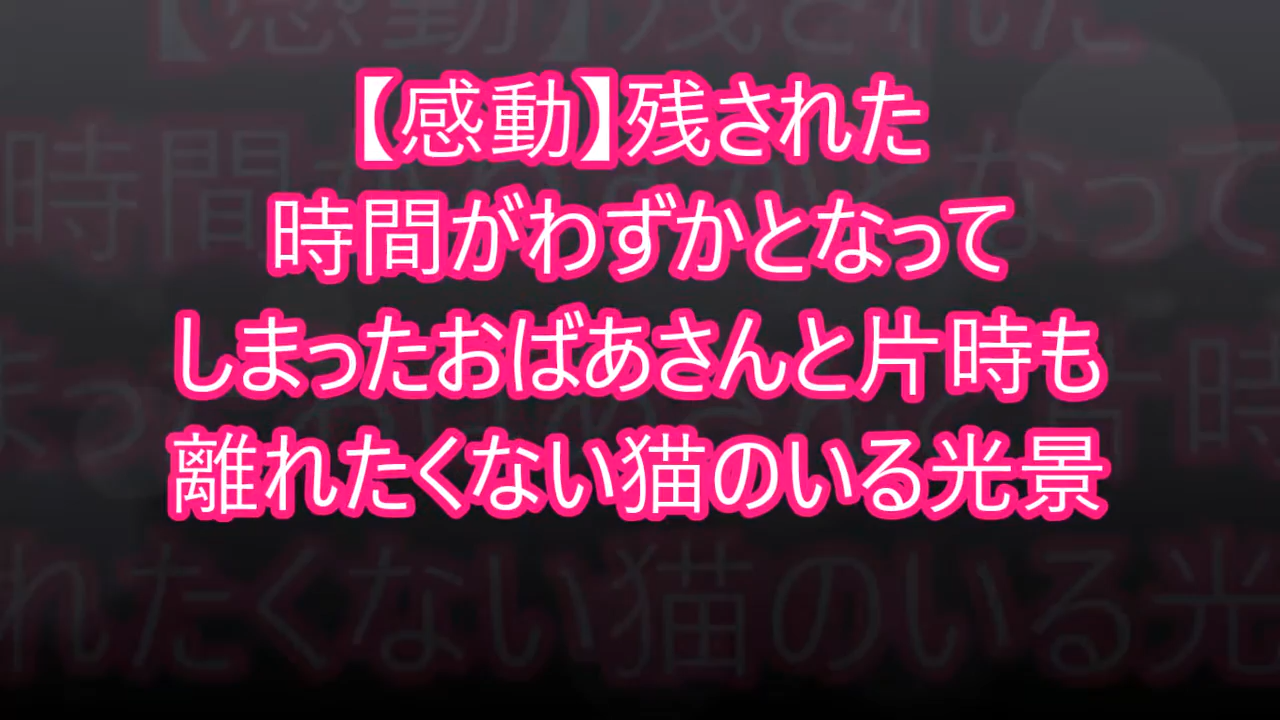 【感動】残された
時間がわずかとなって
しまったおばあさんと片時も
離れたくない猫のいる光景